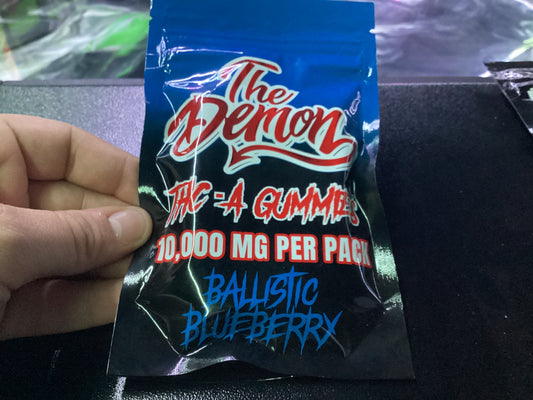 The
Demon
THC-A GUMMIES
10,000 MG PER PACK
BALLISTIC
BLUEBERRY